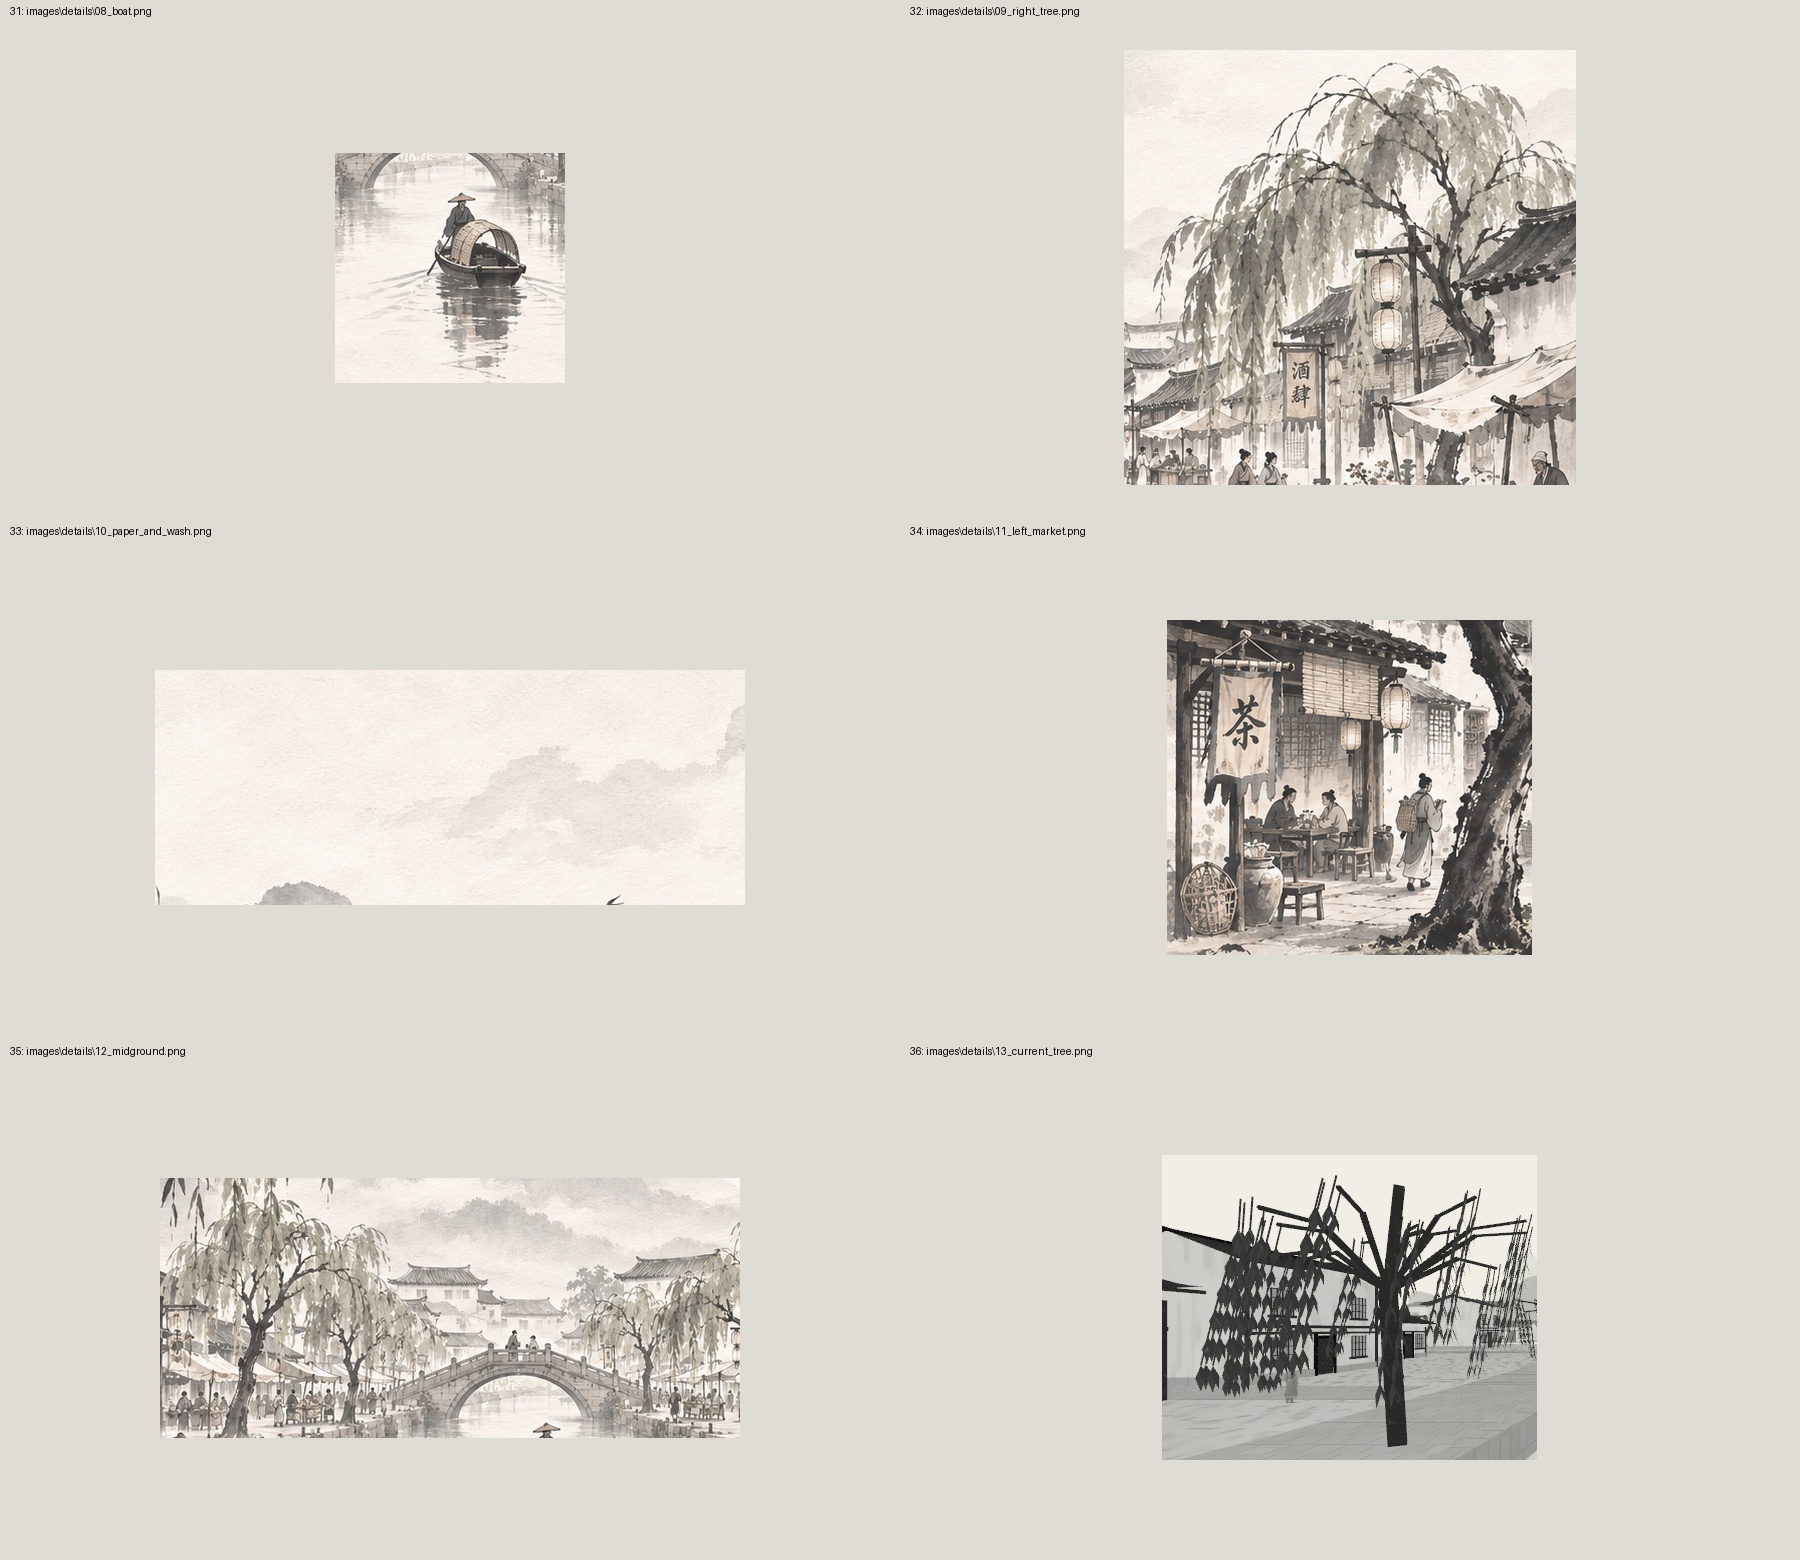 31: images\details\08_boat.png
32: images\details\09_right_tree.png
酒
肆
33: images\details\10_paper_and_wash.png
34: images\details\11_left_market.png
茶
35: images\details\12_midground.png
36: images\details\13_current_tree.png